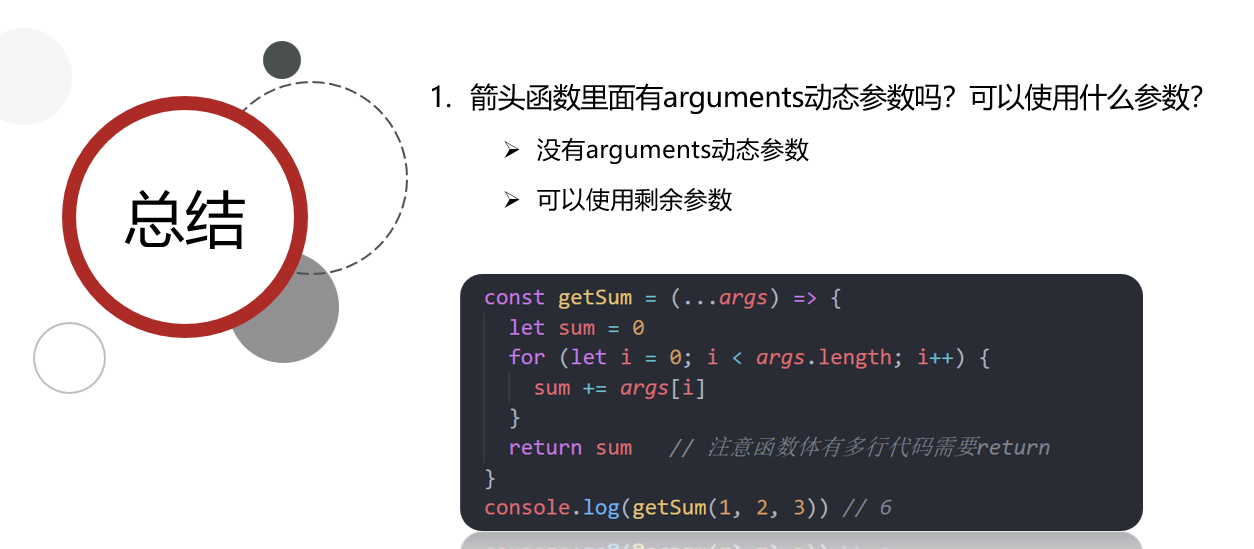 总结
1. 箭头函数里面有arguments动态参数吗？可以使用什么参数？
没有arguments动态参数
可以使用剩余参数
const getSum = (...args) => {
  let sum = 0
  for (let i = 0; i < args.length; i++) {
    sum += args[i]
  }
  return sum   // 注意函数体有多行代码需要return
}
console.log(getSum(1, 2, 3)) // 6